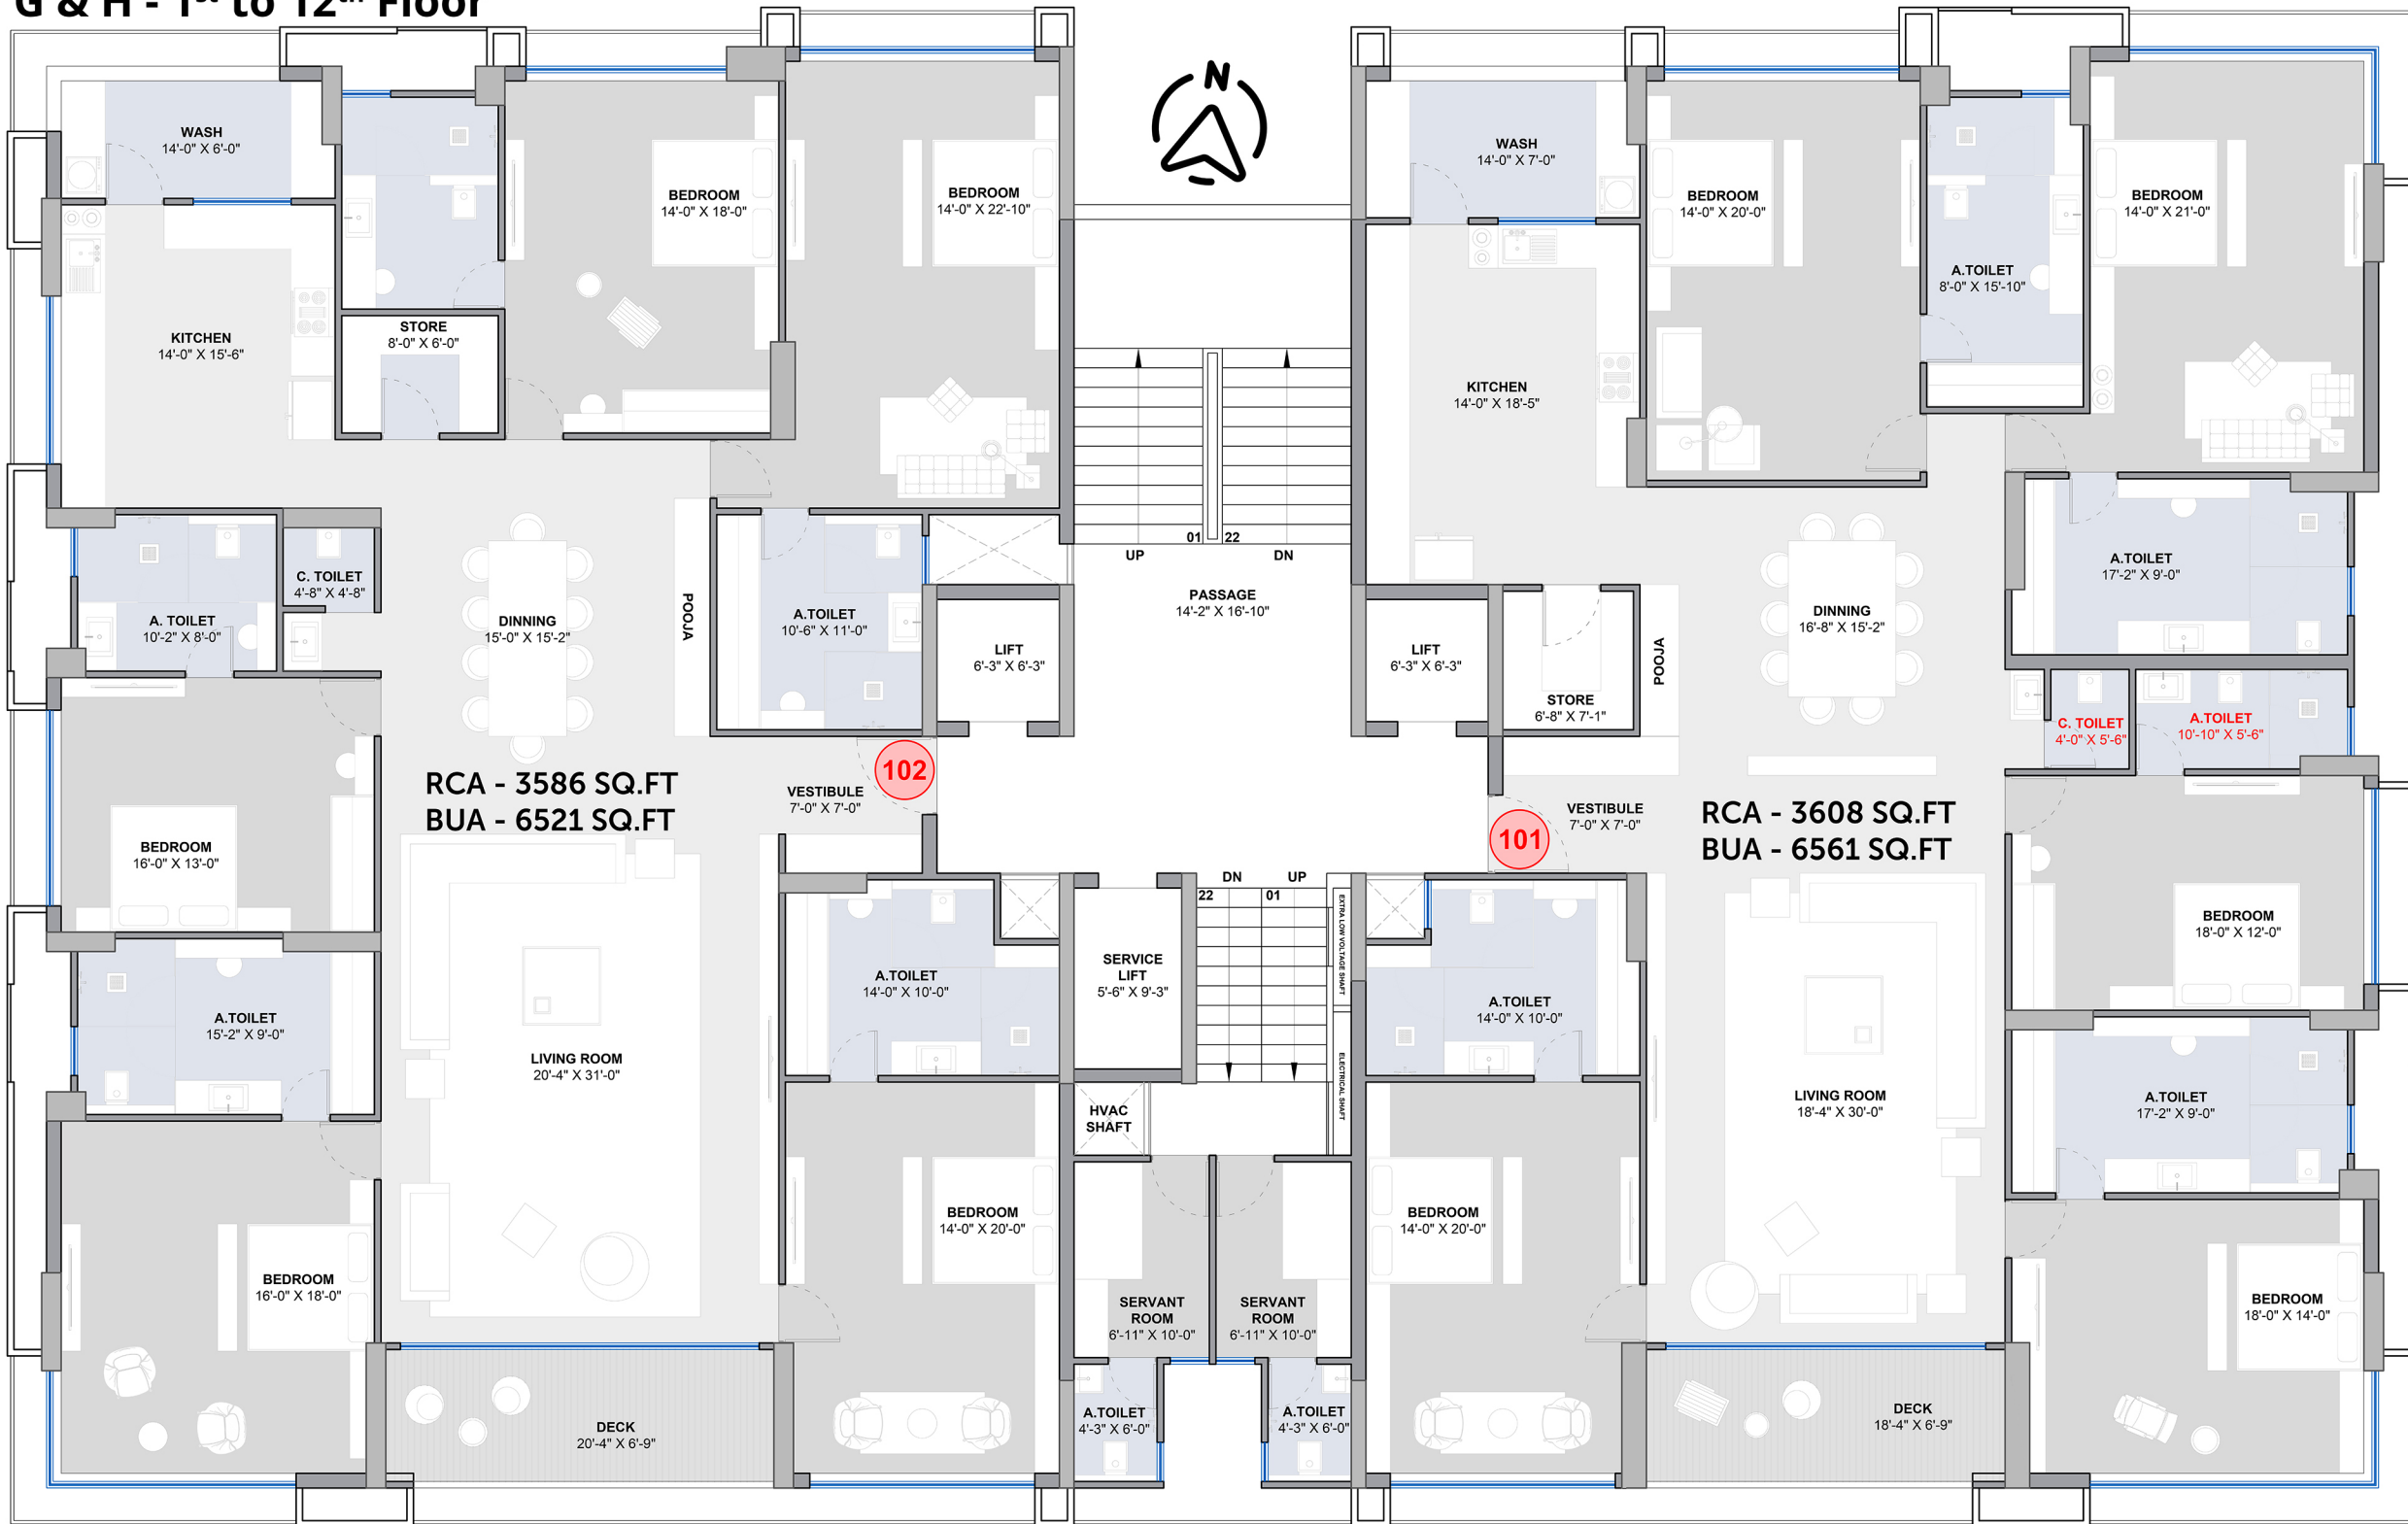 G & H - 1st to 12th Floor
N
WASH
14'-0" X 6'-0"
BEDROOM
14'-0" X 18'-0"
BEDROOM
14'-0" X 22'-10"
WASH
14'-0" X 7'-0"
BEDROOM
14'-0" X 20'-0"
BEDROOM
14'-0" X 21'-0"
A.TOILET
8'-0" X 15'-10"
KITCHEN
14'-0" X 15'-6"
STORE
8'-0" X 6'-0"
KITCHEN
14'-0" X 18'-5"
01 22
UP
DN
C. TOILET
4'-8" X 4'-8"
A. TOILET
10'-2" X 8'-0"
DINNING
15'-0" X 15'-2"
POOJA
A.TOILET
10'-6" X 11'-0"
LIFT
6'-3" X 6'-3"
PASSAGE
14'-2" X 16'-10"
LIFT
6'-3" X 6'-3"
STORE
6'-8" X 7'-1"
POOJA
DINNING
16'-8" X 15'-2"
A.TOILET
17'-2" X 9'-0"
C. TOILET
4'-0" X 5'-6"
A.TOILET
10'-10" X 5'-6"
102
RCA - 3586 SQ.FT
BUA - 6521 SQ.FT
VESTIBULE
7'-0" X 7'-0"
101
VESTIBULE
7'-0" X 7'-0"
RCA - 3608 SQ.FT
BUA - 6561 SQ.FT
BEDROOM
16'-0" X 13'-0"
DN
UP
22
01
EXTRA LOW VOLTAGE SHAFT
BEDROOM
18'-0" X 12'-0"
A.TOILET
15'-2" X 9'-0"
LIVING ROOM
20'-4" X 31'-0"
A.TOILET
14'-0" X 10'-0"
SERVICE
LIFT
5'-6" X 9'-3"
A.TOILET
14'-0" X 10'-0"
ELECTRICAL SHAFT
HVAC
SHAFT
LIVING ROOM
18'-4" X 30'-0"
A.TOILET
17'-2" X 9'-0"
BEDROOM
16'-0" X 18'-0"
BEDROOM
14'-0" X 20'-0"
SERVANT
ROOM
6'-11" X 10'-0"
SERVANT
ROOM
6'-11" X 10'-0"
BEDROOM
14'-0" X 20'-0"
BEDROOM
18'-0" X 14'-0"
DECK
20'-4" X 6'-9"
A.TOILET
4'-3" X 6'-0"
A.TOILET
4'-3" X 6'-0"
DECK
18'-4" X 6'-9"